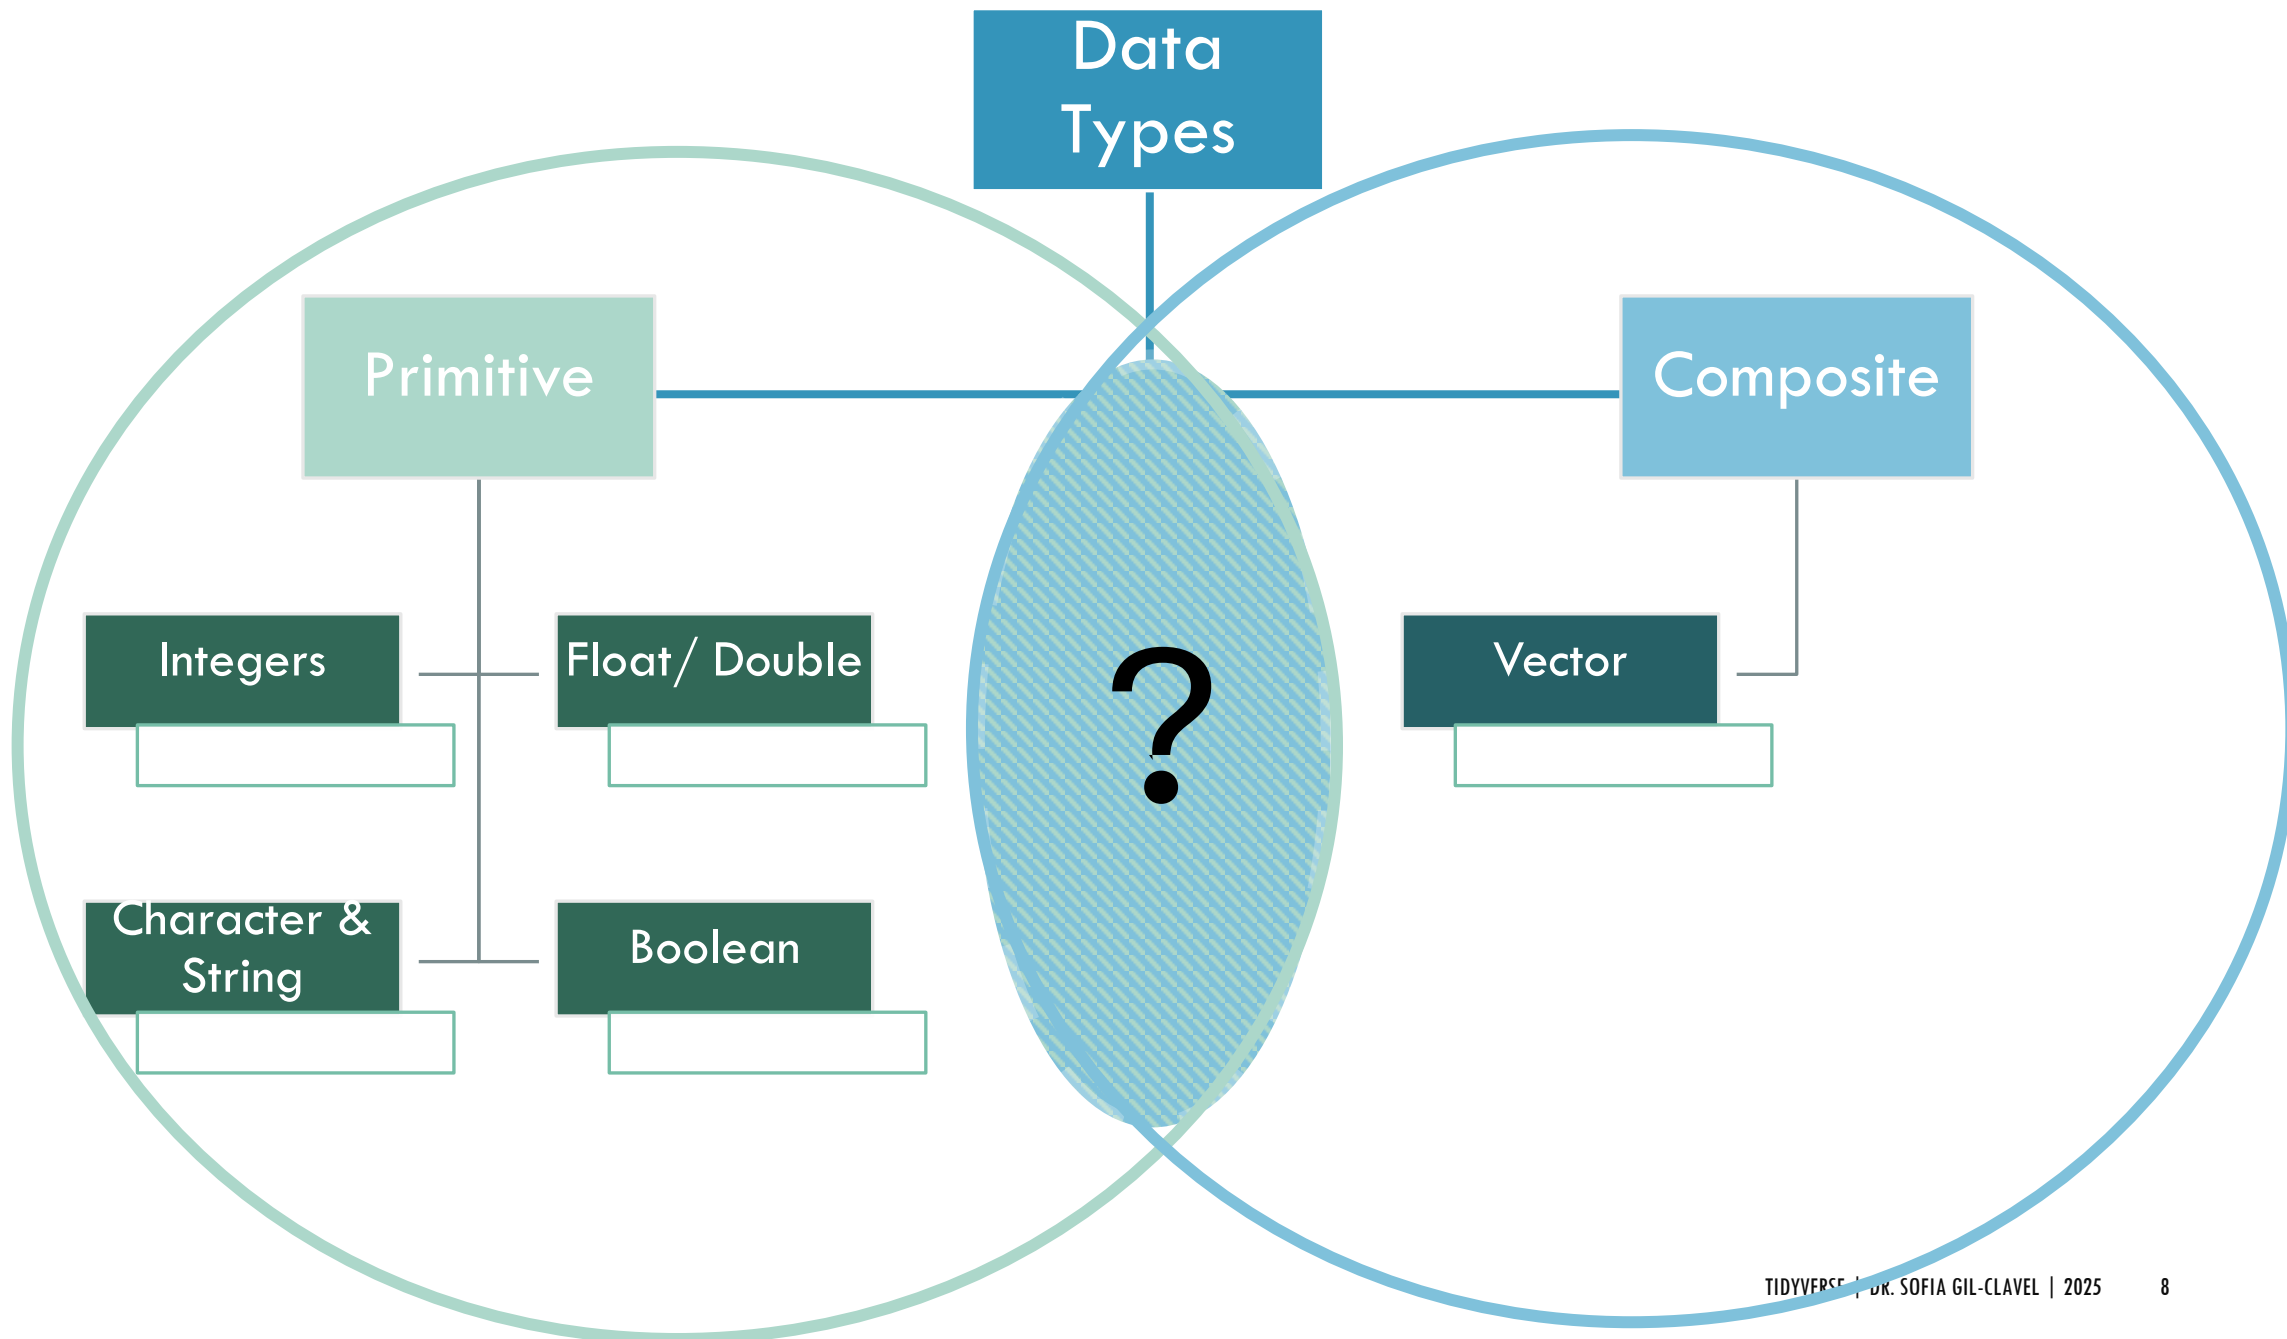 Data
Types
Primitive
Composite
Integers
Float/ Double
?
Vector
Character &
String
Boolean
TIDYVERSE | DR. SOFIA GIL-CLAVEL | 2025 8